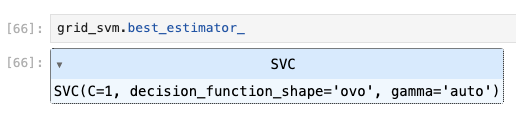 [66]: grid_svm.best_estimator_
[66]: ▾ SVC
SVC(C=1, decision_function_shape='ovo', gamma='auto')